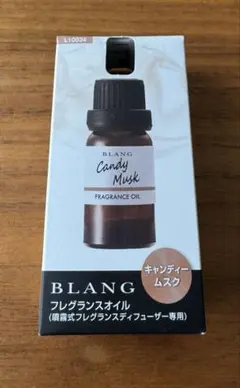 L10034
BLANG
Candy
Musk
FRAGRANCE OIL
BLANG
キャンディー
ムスク
フレグランスオイル
(噴霧式フレグランスディフューザー専用)